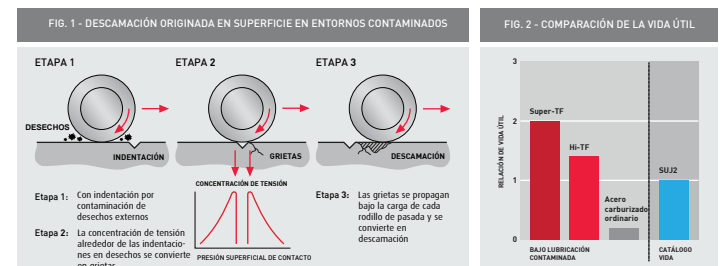 FIG. 1 - DESCAMACIÓN ORIGINADA EN SUPERFICIE EN ENTORNOS CONTAMINADOS
ETAPA 1
ETAPA 2
ETAPA 3
DESECHOS
INDENTACIÓN
GRIETAS
DESCAMACIÓN
CONCENTRACIÓN DE TENSIÓN
PRESIÓN SUPERFICIAL DE CONTACTO
Etapa 1: Con indentación por
contaminación de
desechos externos
Etapa 2: La concentración de tensión
alrededor de las indentacio-
nes en desechos se convierte
en grietas
Etapa 3: Las grietas se propagan
bajo la carga de cada
rodillo de pasada y se
convierte en
descamación
FIG. 2 - COMPARACIÓN DE LA VIDA ÚTIL
RELACIÓN DE VIDA ÚTIL
3
2
1
0
Super-TF
Hi-TF
Acero
carburizado
ordinario
SUJ2
BAJO LUBRICACIÓN
CONTAMINADA
CATÁLOGO
VIDA